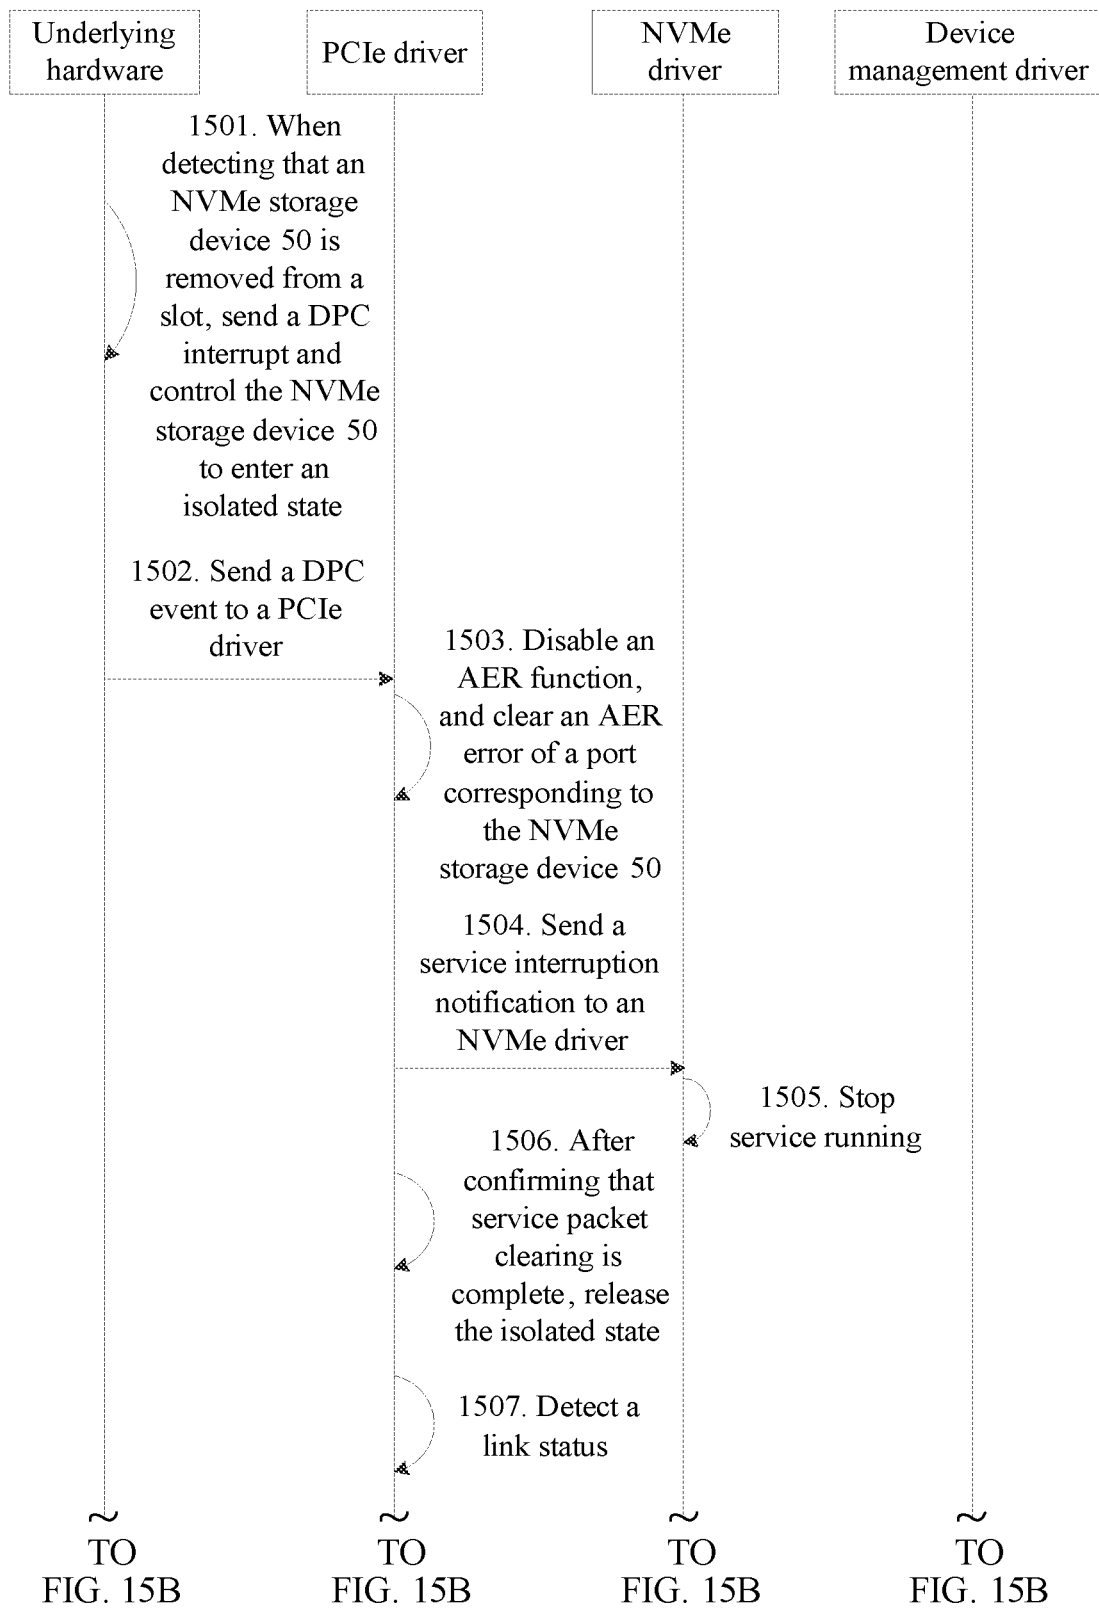 Underlying
hardware
PCIe driver
NVMe
driver
Device
management driver
1501. When
detecting that an
NVMe storage
device 50 is
removed from a
slot, send a DPC
interrupt and
control the NVMe
storage device 50
to enter an
isolated state
1502. Send a DPC
event to a PCIe
driver
1503. Disable an
AER function,
and clear an AER
error of a port
corresponding to
the NVMe
storage device 50
1504. Send a
service interruption
notification to an
NVMe driver
1505. Stop
service running
1506. After
confirming that
service packet
clearing is
complete, release
the isolated state
1507. Detect a
link status
TO
FIG. 15B
TO
FIG. 15B
TO
FIG. 15B
TO
FIG. 15B